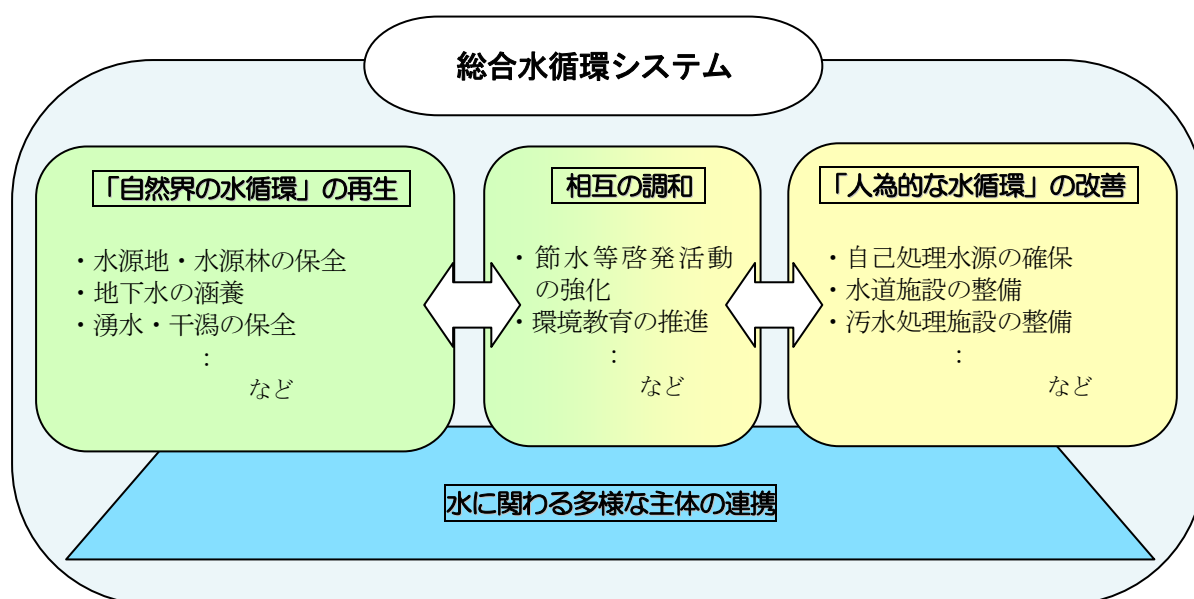 総合水循環システム
「自然界の水循環」の再生
・水源地・水源林の保全
・地下水の涵養
・湧水・干潟の保全
：
など
相互の調和
・節水等啓発活動
の強化
・環境教育の推進
：
など
「人為的な水循環」の改善
・自己処理水源の確保
・水道施設の整備
・汚水処理施設の整備
：
など
水に関わる多様な主体の連携